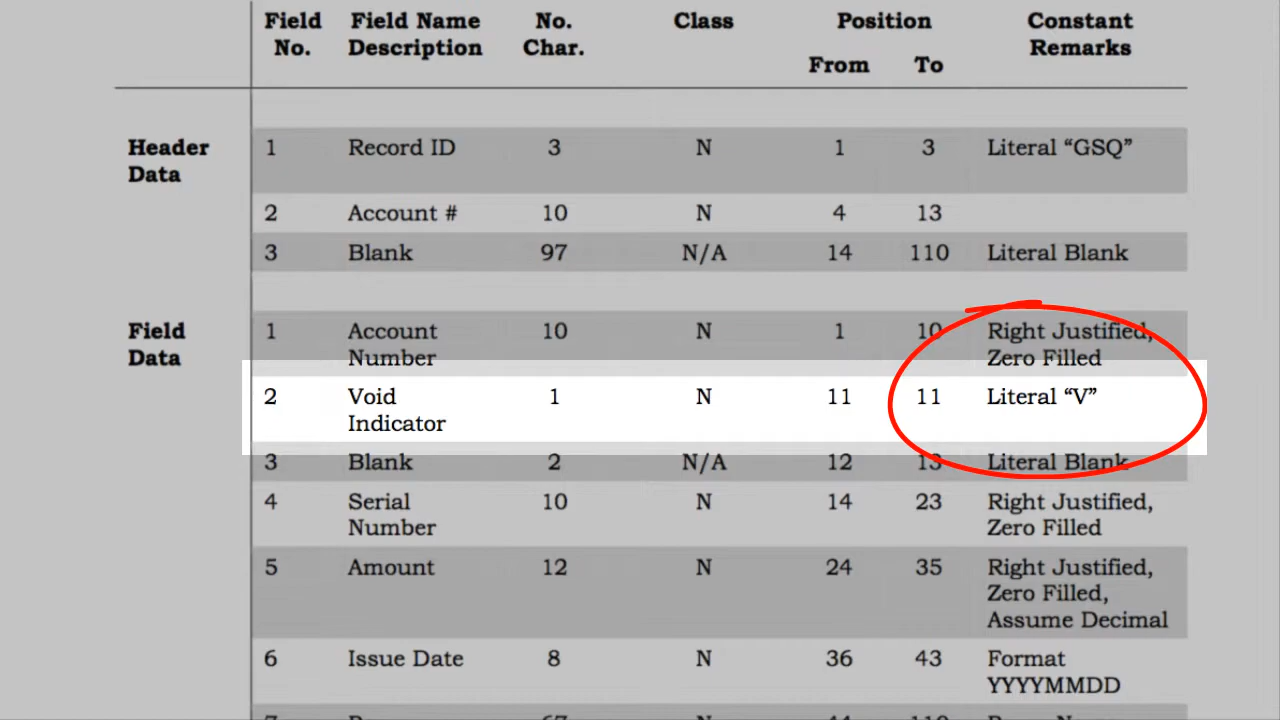 Field Field Name No. Class Position Constant
No. Description Char. Remarks
From To
Header 1 Record ID 3 N 1 3 Literal “GSQ”
Data
2 Account # 10 N 4 13
3 Blank 97 N/A 14 110 Literal Blank
Field 1 Account 10 N 1 10 Right Justified,
Data Number Zero Filled
2 Void 1 N 11 11 Literal “V”
Indicator
3 Blank 2 N/A 12 13 Literal Blank
4 Serial 10 N 14 23 Right Justified,
Number Zero Filled
5 Amount 12 N 24 35 Right Justified,
Zero Filled,
Assume Decimal
6 Issue Date 8 N 36 43 Format
YYYYMMDD